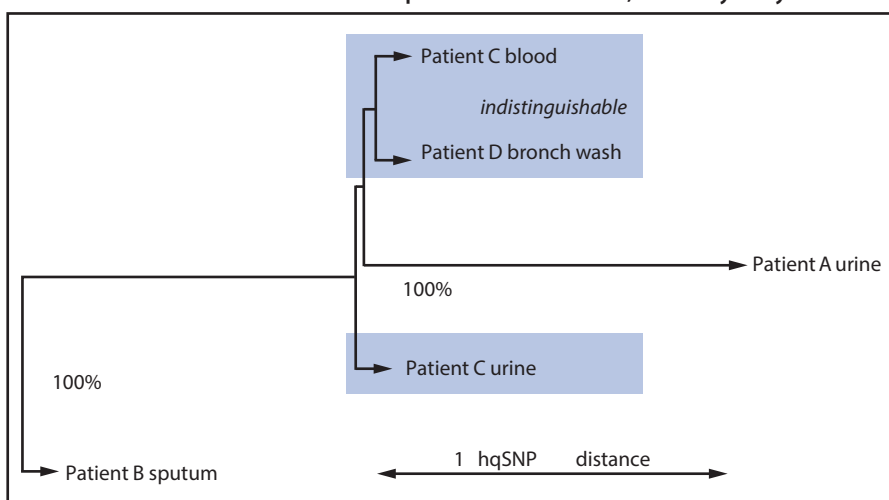 Patient C blood
indistinguishable
Patient D bronch wash
Patient A urine
100%
Patient C urine
100%
1 hqSNP distance
Patient B sputum